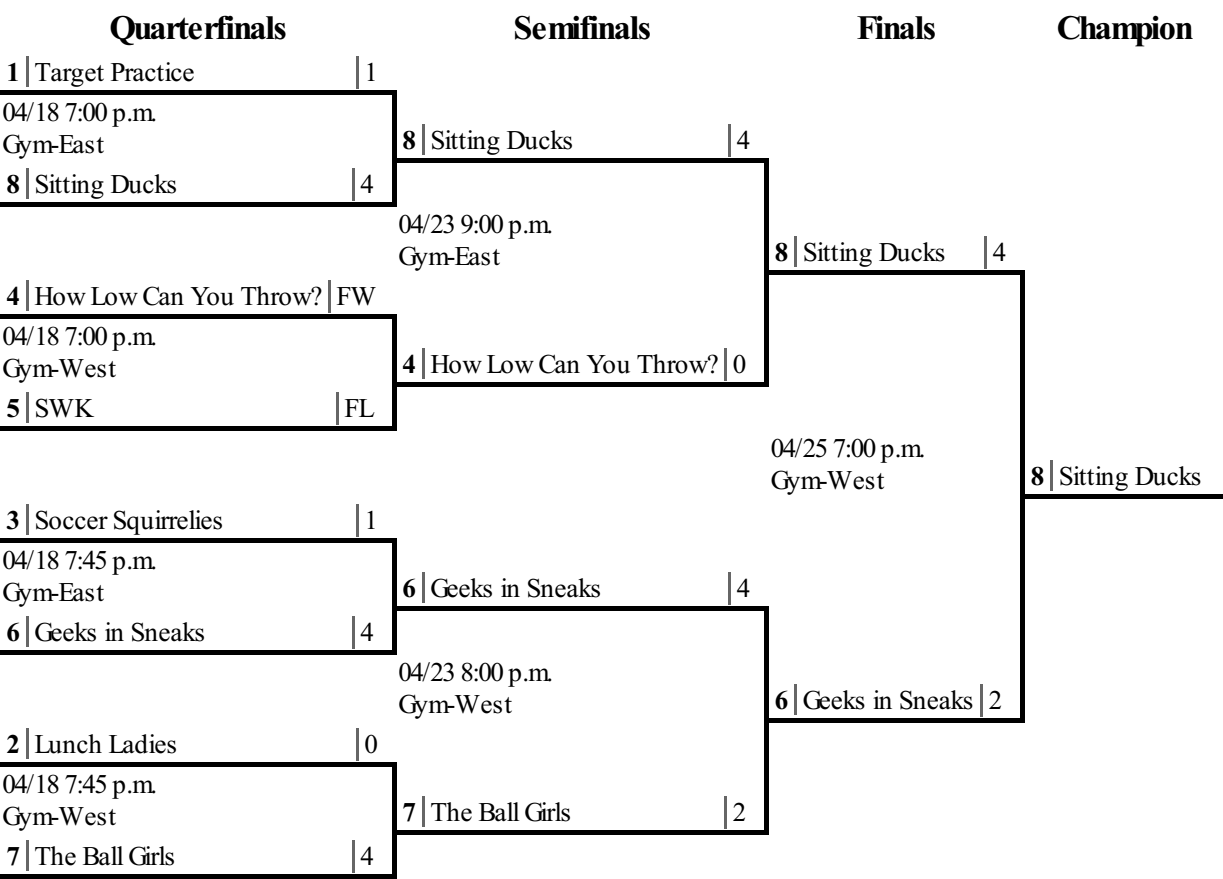 Quarterfinals Semifinals Finals Champion
1 Target Practice 1
04/18 7:00 p.m.
Gym-East
8 Sitting Ducks 4
8 Sitting Ducks 4
04/23 9:00 p.m.
Gym-East
4 How Low Can You Throw? FW
04/18 7:00 p.m.
Gym-West
5 SWK FL
4 How Low Can You Throw? 0
8 Sitting Ducks 4
04/25 7:00 p.m.
Gym-West
8 Sitting Ducks
3 Soccer Squirrelies 1
04/18 7:45 p.m.
Gym-East
6 Geeks in Sneaks 4
6 Geeks in Sneaks 4
04/23 8:00 p.m.
Gym-West
6 Geeks in Sneaks 2
2 Lunch Ladies 0
04/18 7:45 p.m.
Gym-West
7 The Ball Girls 4
7 The Ball Girls 2